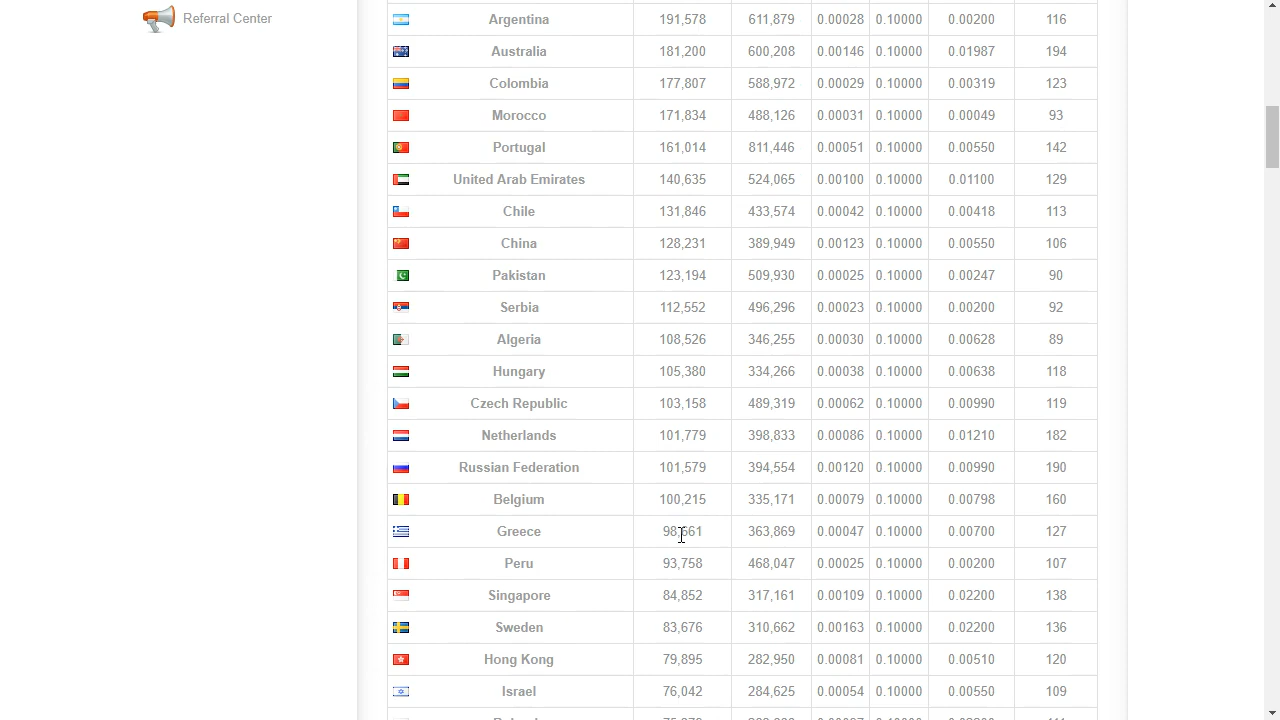 Referral Center
Argentina 191,578 611,879 0.00028 0.10000 0.00200 116
Australia 181,200 600,208 0.00146 0.10000 0.01987 194
Colombia 177,807 588,972 0.00029 0.10000 0.00319 123
Morocco 171,834 488,126 0.00031 0.10000 0.00049 93
Portugal 161,014 811,446 0.00051 0.10000 0.00550 142
United Arab Emirates 140,635 524,065 0.00100 0.10000 0.01100 129
Chile 131,846 433,574 0.00042 0.10000 0.00418 113
China 128,231 389,949 0.00123 0.10000 0.00550 106
Pakistan 123,194 509,930 0.00025 0.10000 0.00247 90
Serbia 112,552 496,296 0.00023 0.10000 0.00200 92
Algeria 108,526 346,255 0.00030 0.10000 0.00628 89
Hungary 105,380 334,266 0.00038 0.10000 0.00638 118
Czech Republic 103,158 489,319 0.00062 0.10000 0.00990 119
Netherlands 101,779 398,833 0.00086 0.10000 0.01210 182
Russian Federation 101,579 394,554 0.00120 0.10000 0.00990 190
Belgium 100,215 335,171 0.00079 0.10000 0.00798 160
Greece 98,661 363,869 0.00047 0.10000 0.00700 127
Peru 93,758 468,047 0.00025 0.10000 0.00200 107
Singapore 84,852 317,161 0.00109 0.10000 0.02200 138
Sweden 83,676 310,662 0.00163 0.10000 0.02200 136
Hong Kong 79,895 282,950 0.00081 0.10000 0.00510 120
Israel 76,042 284,625 0.00054 0.10000 0.00550 109